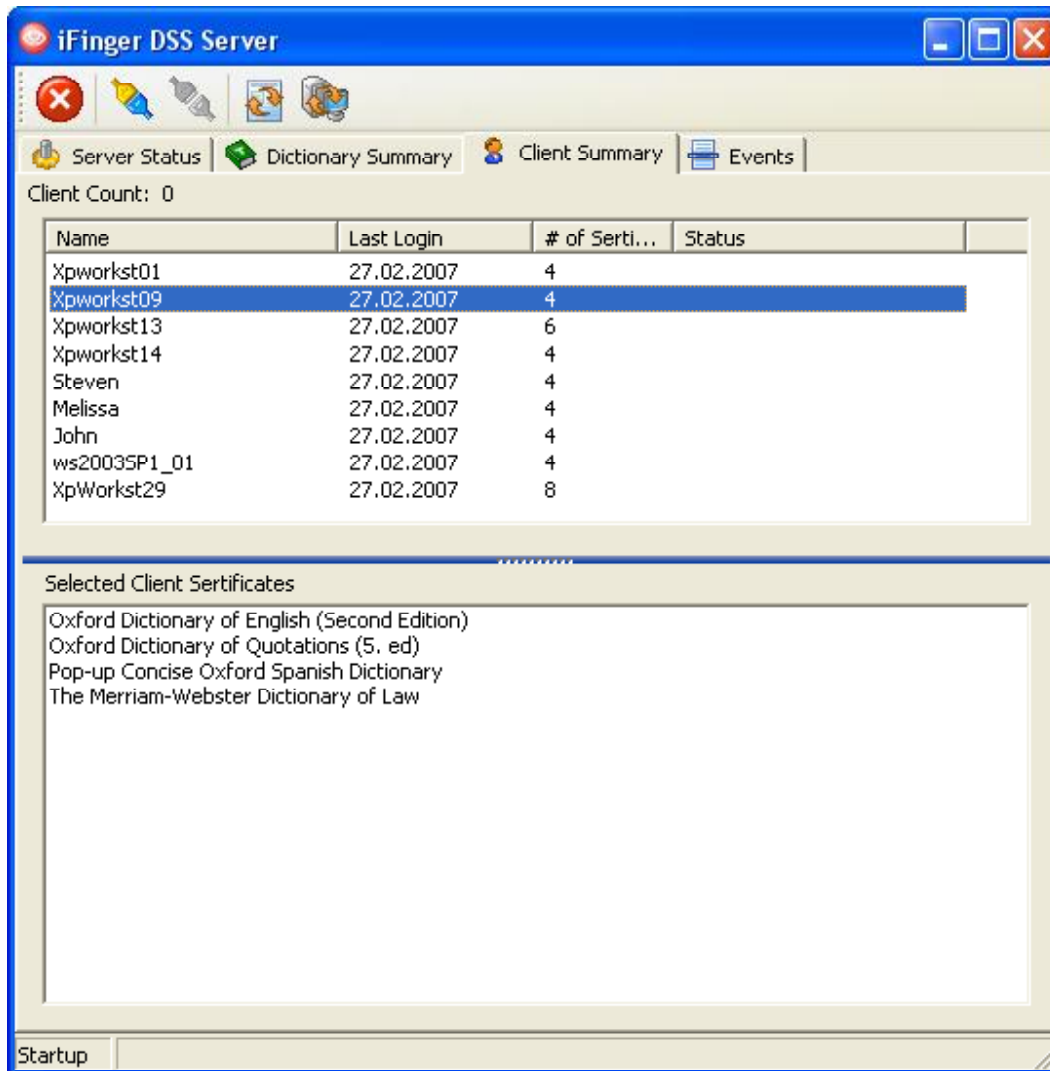 iFinger DSS Server
Server Status Dictionary Summary Client Summary Events
Client Count: 0
Name Last Login # of Serti... Status
Xpworkst01 27.02.2007 4
Xpworkst09 27.02.2007 4
Xpworkst13 27.02.2007 6
Xpworkst14 27.02.2007 4
Steven 27.02.2007 4
Melissa 27.02.2007 4
John 27.02.2007 4
ws2003SP1_01 27.02.2007 4
XpWorkst29 27.02.2007 8
Selected Client Sertificates
Oxford Dictionary of English (Second Edition)
Oxford Dictionary of Quotations (5. ed)
Pop-up Concise Oxford Spanish Dictionary
The Merriam-Webster Dictionary of Law
Startup